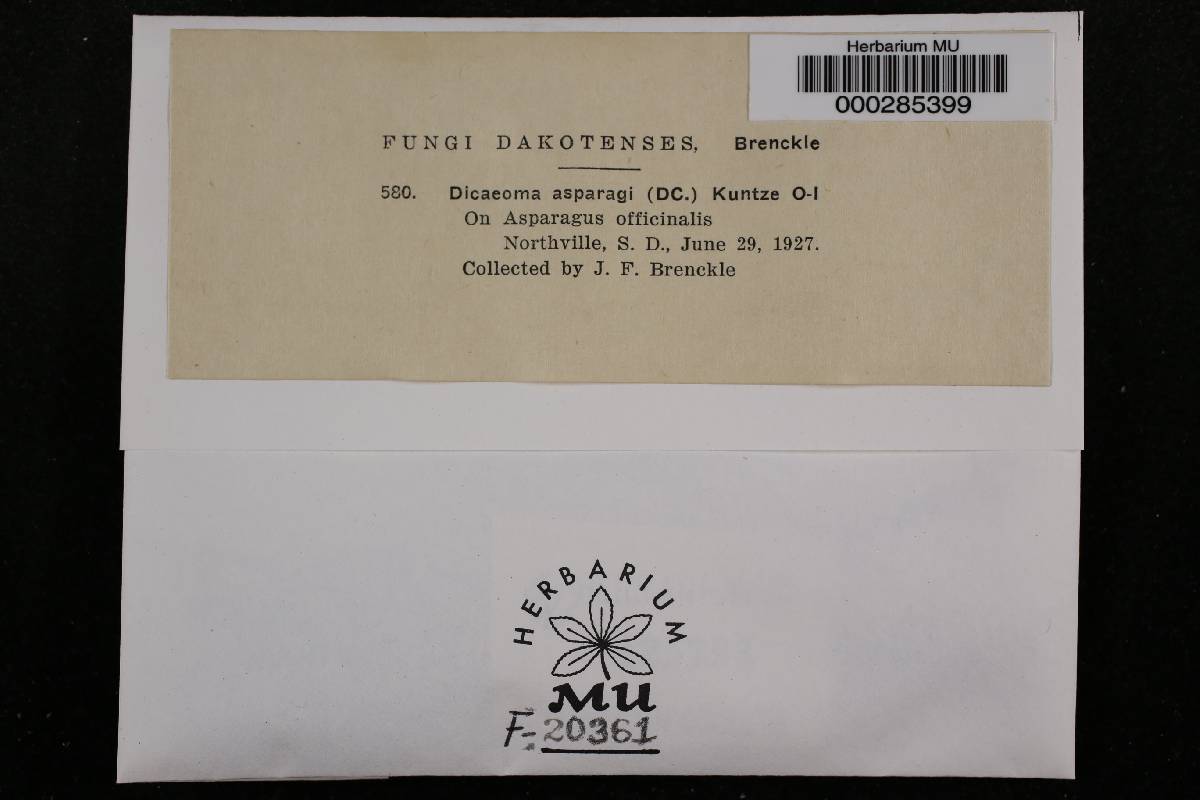 Herbarium MU
000285399
FUNGI DAKOTENSES, Brenckle
580. Dicaeoma asparagi (DC.) Kuntze O-I
On Asparagus officinalis
Northville, S. D., June 29, 1927.
Collected by J. F. Brenckle
HERBARIUM
MU
F-20361